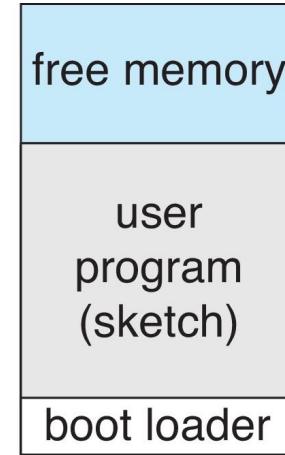 free memory
user
program
(sketch)
boot loader